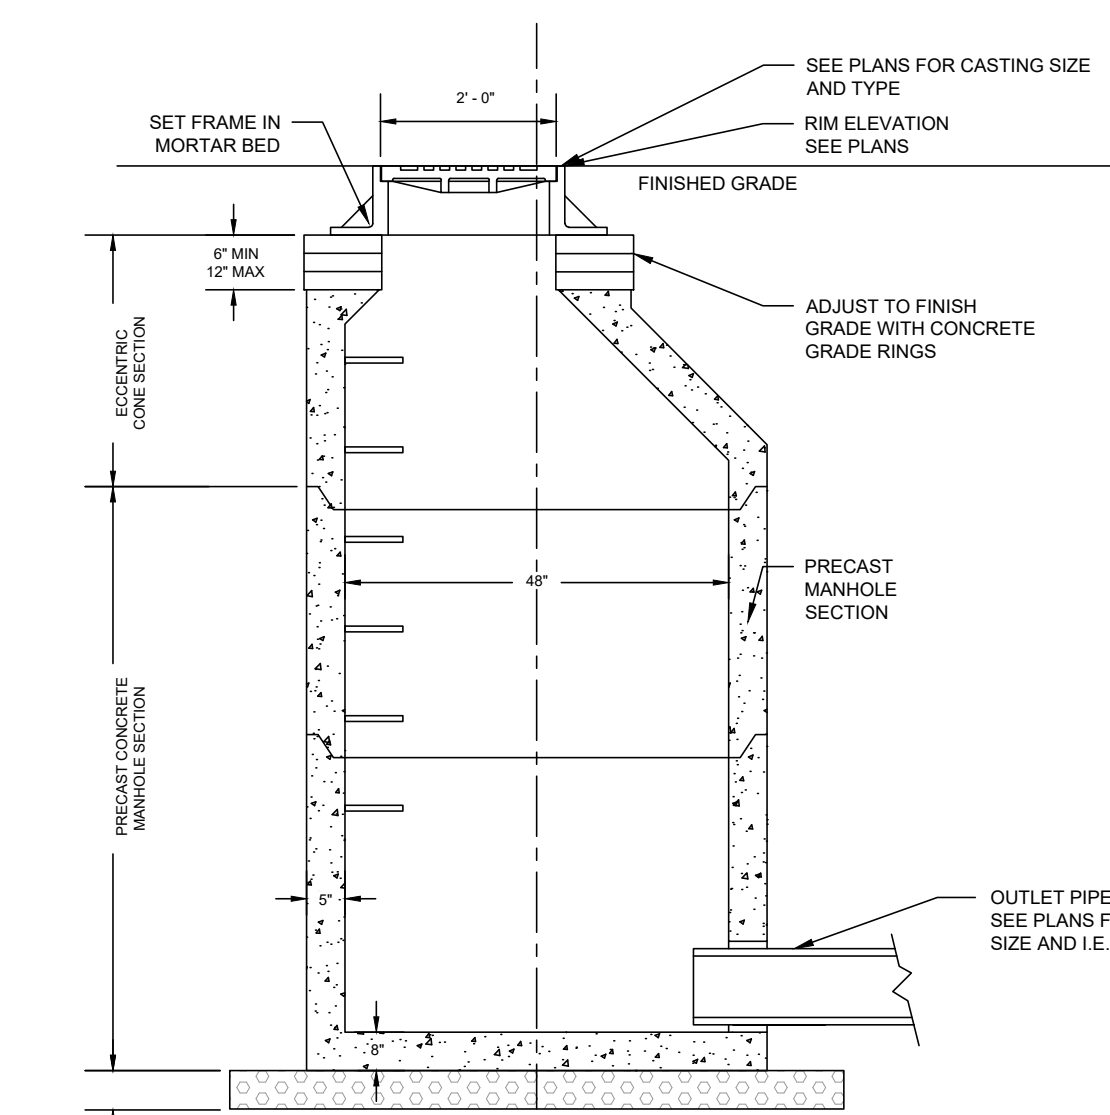 2' - 0"
SEE PLANS FOR CASTING SIZE
AND TYPE
SET FRAME IN
MORTAR BED
RIM ELEVATION
SEE PLANS
FINISHED GRADE
6" MIN
12" MAX
ADJUST TO FINISH
GRADE WITH CONCRETE
GRADE RINGS
ECCENTRIC
CONE SECTION
48"
PRECAST
MANHOLE
SECTION
PRECAST CONCRETE
MANHOLE SECTION
5"
OUTLET PIPE
SEE PLANS F
SIZE AND I.E.
8"